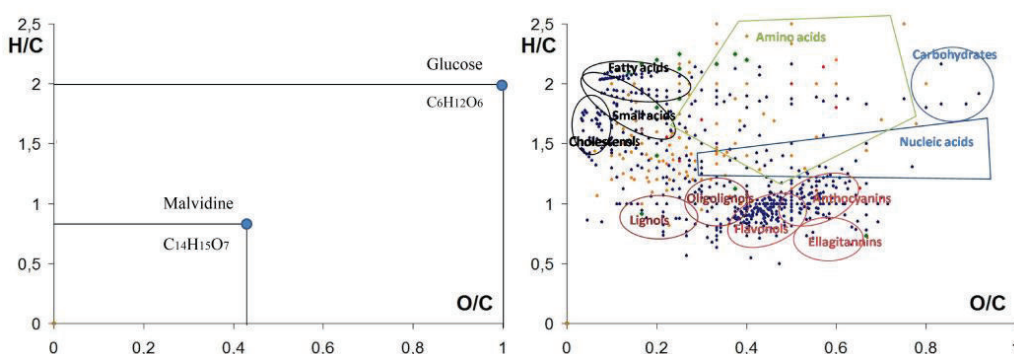 2,5
H/C
2
1,5
1
0,5
0
Glucose
C6H12O6
Malvidine
C14H15O7
O/C
0
0.2
0.4
0.6
0.8
1
2,5
H/C
2
1,5
1
0,5
0
Amino acids
Carbohydrates
Fatty acids
Small acids
Cholesterols
Nucleic acids
Oligolignols
Anthocyanins
Lignols
Flavonols
Ellagitannins
O/C
0
0.2
0.4
0.6
0.8
1